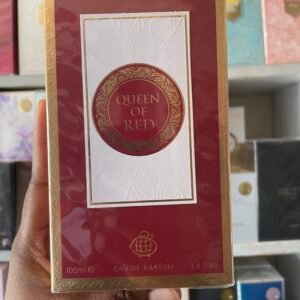 QUEEN
OF
RED
100ml ℮ EAU DE PARFUM 3.4 fl.oz.